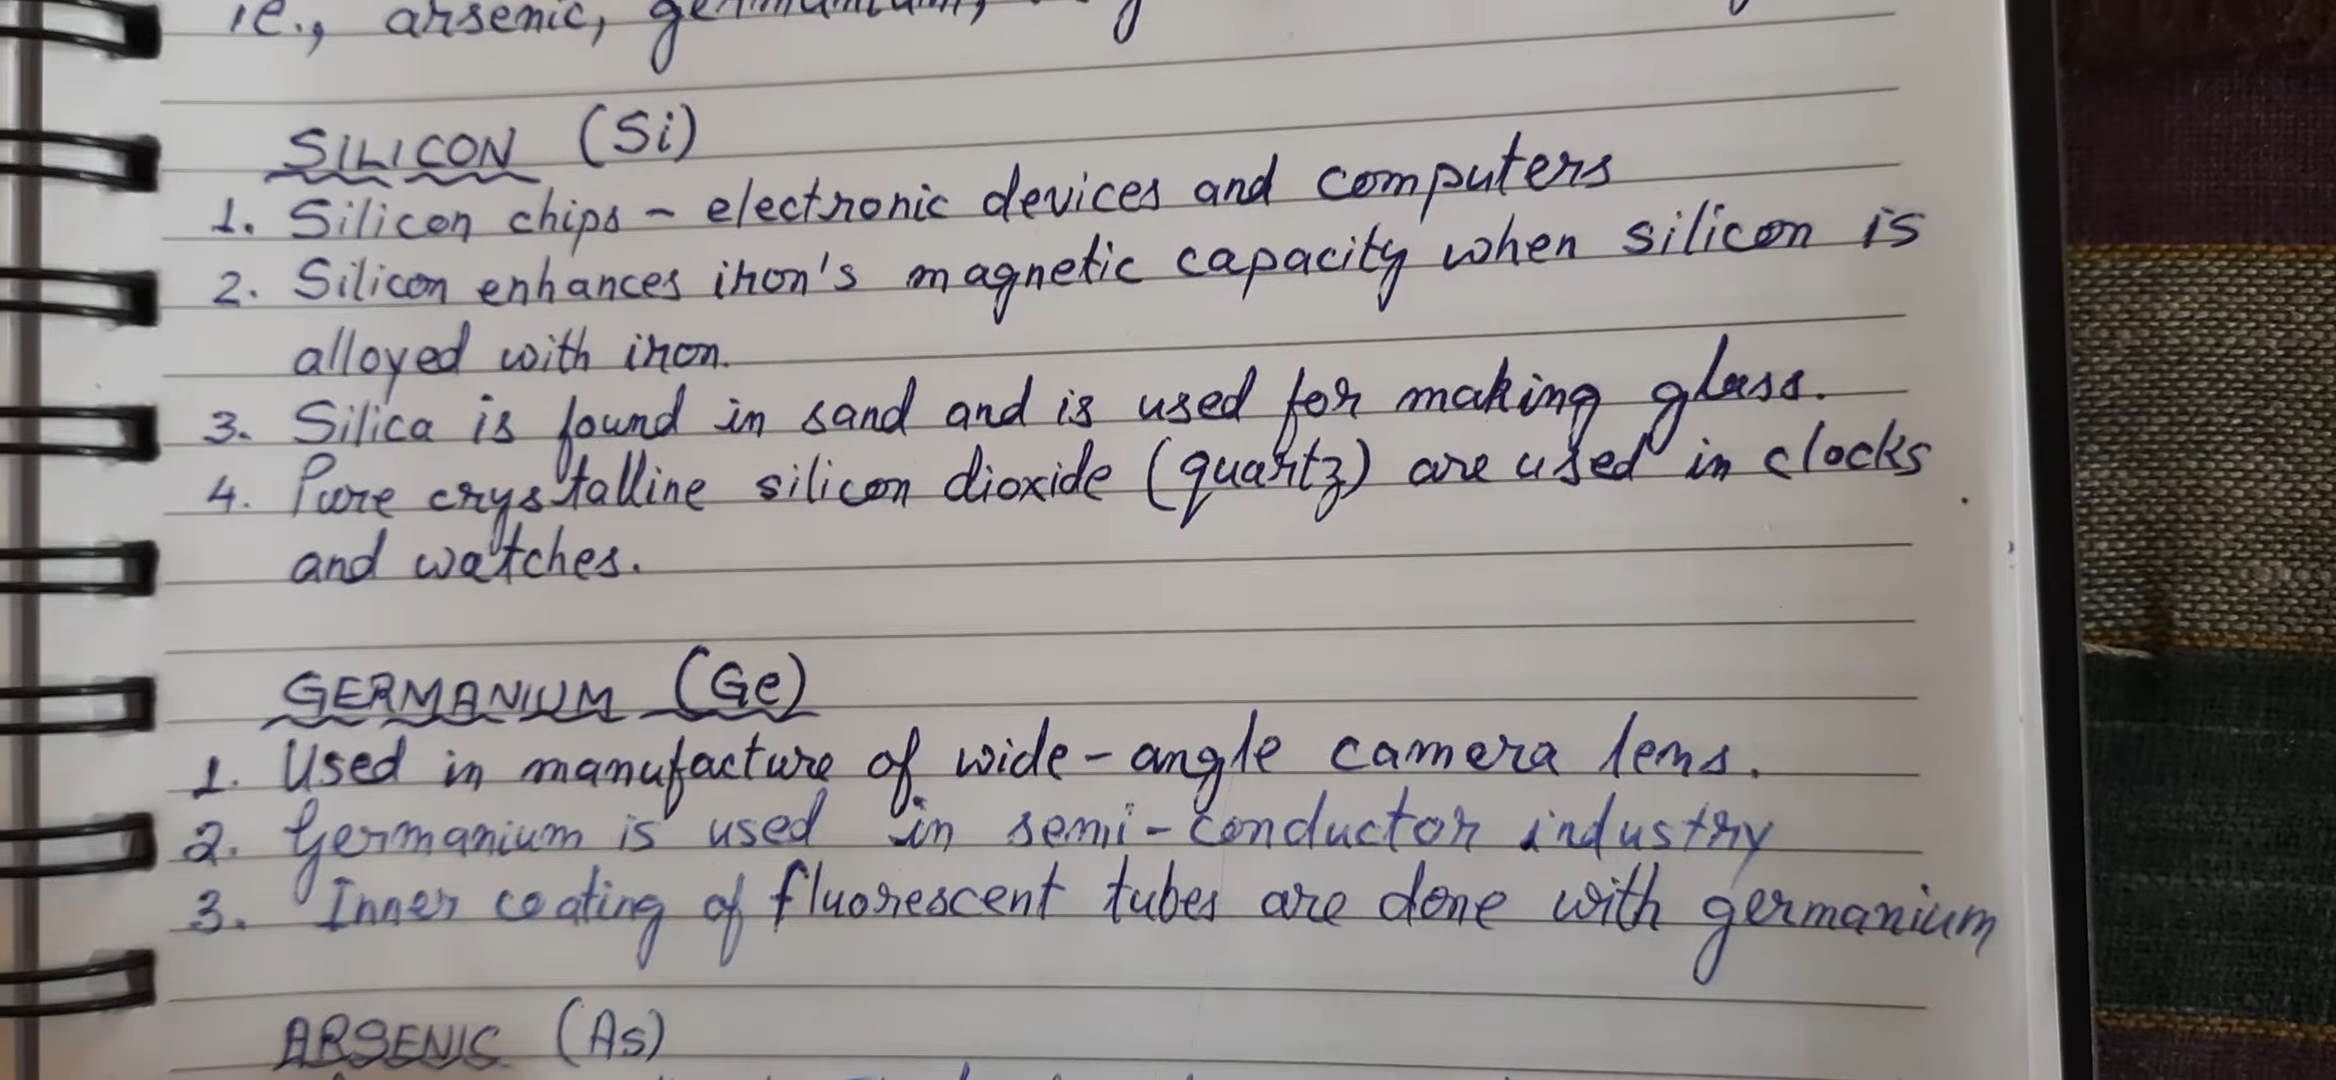 ie., arsenic, germanium,
SILICON (Si)
1. Silicon chips - electronic devices and computers
2. Silicon enhances iron's magnetic capacity when silicon is
alloyed with iron.
3. Silica is found in sand and is used for making glass.
4. Pure crystalline silicon dioxide (quartz) are used in clocks
and watches.
GERMANIUM (Ge)
1. Used in manufacture of wide-angle camera lens.
2. Germanium is used in semi-conductor industry
3. Inner coating of fluorescent tubes are done with germanium
ARSENIC (As)